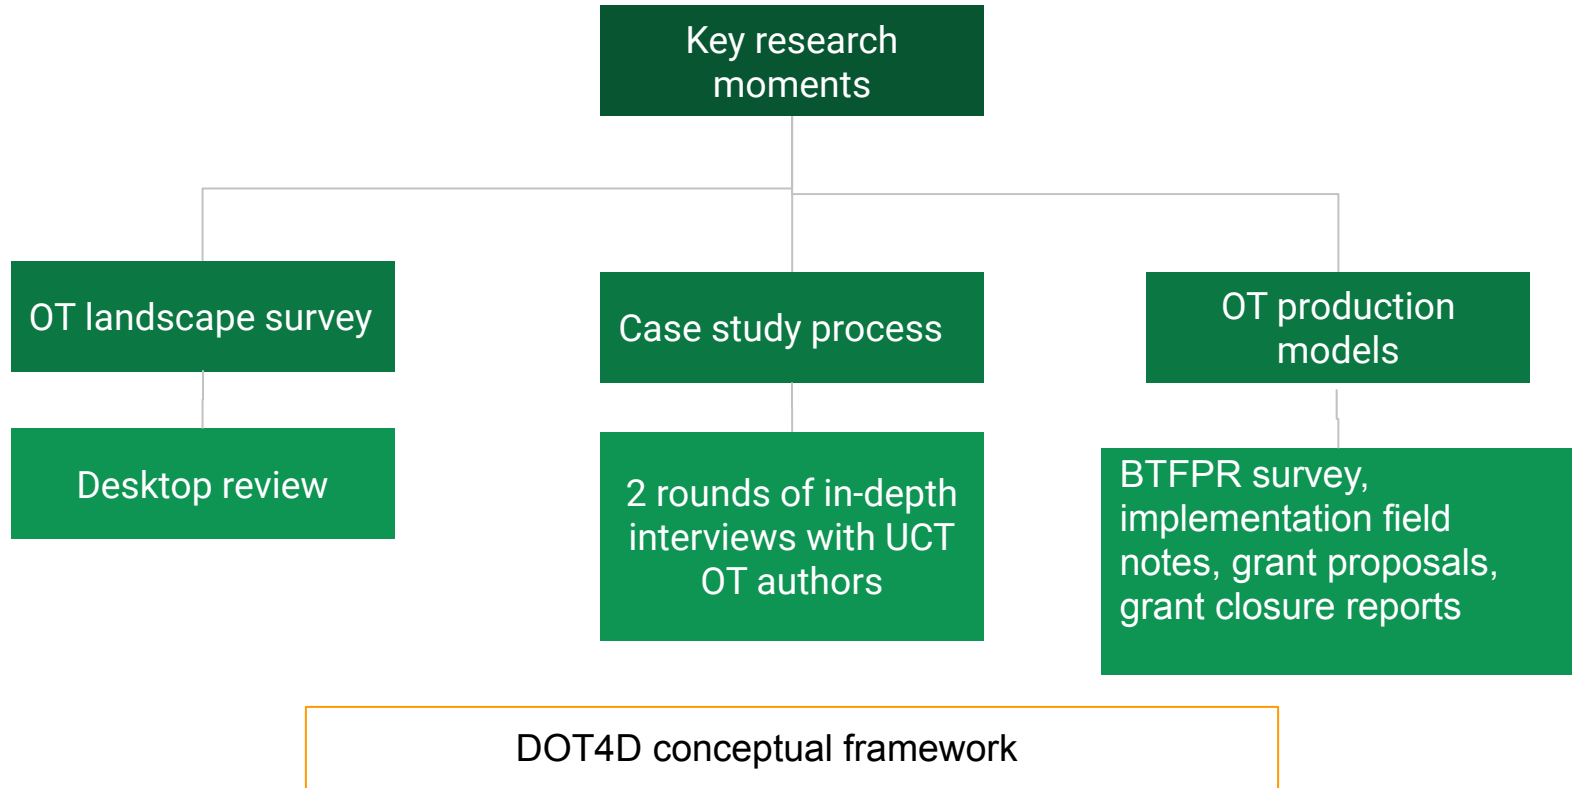 Key research
moments
OT landscape survey
Case study process
OT production
models
Desktop review
2 rounds of in-depth
interviews with UCT
OT authors
BTFPR survey,
implementation field
notes, grant proposals,
grant closure reports
DOT4D conceptual framework